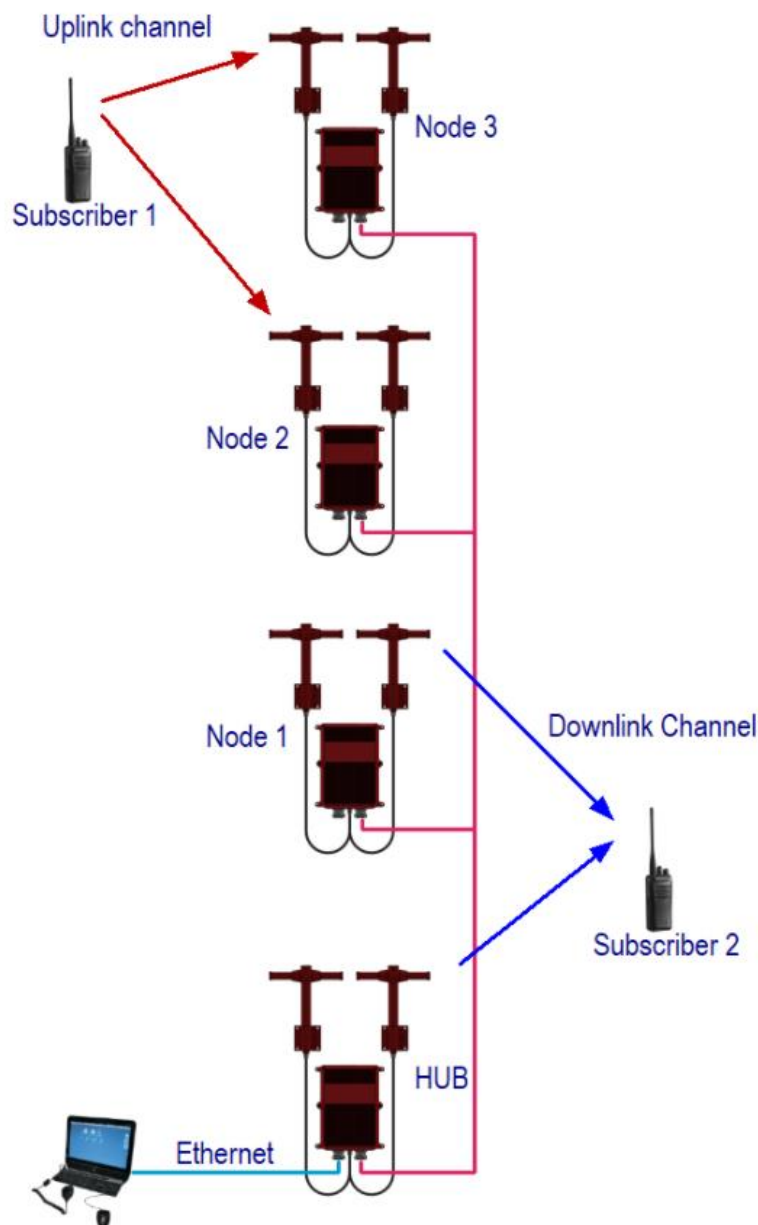 Uplink channel
Node 3
Subscriber 1
Node 2
Node 1
Downlink Channel
Subscriber 2
HUB
Ethernet